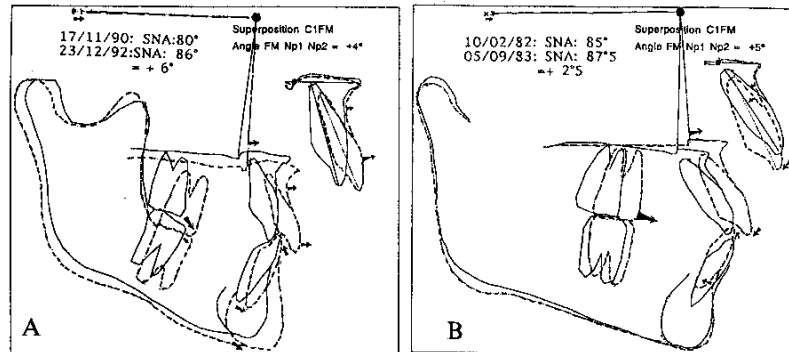 Superposition C1FM
17/11/90: SNA:80°
Angle FM Np1 Np2 = +4°
23/12/92:SNA: 86°
= + 6°
A
Superposition C1FM
10/02/82: SNA: 85°
Angle FM Np1 Np2 = +5°
05/09/83: SNA: 87°5
=+ 2°5
B